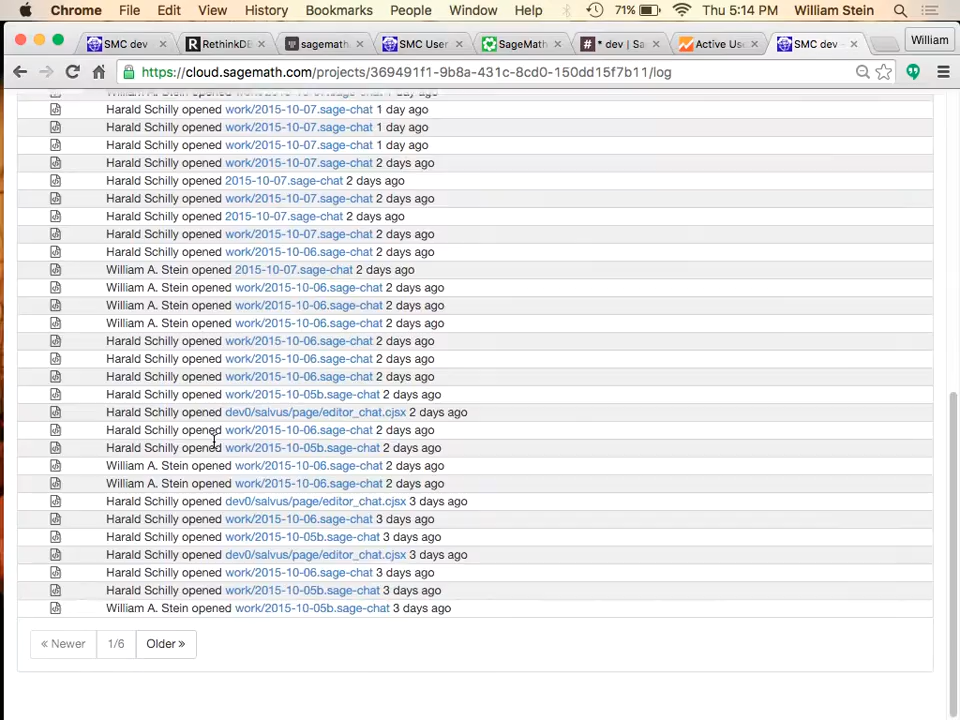 Chrome File Edit View History Bookmarks People Window Help 71% Thu 5:14 PM William Stein
SMC dev RethinkD sagemath. SMC User SageMath * dev | Sa Active Use SMC dev - William
https://cloud.sagemath.com/projects/369491f1-9b8a-431c-8cd0-150dd15f7b11/log
Harald Schilly opened work/2015-10-07.sage-chat 1 day ago
Harald Schilly opened work/2015-10-07.sage-chat 1 day ago
Harald Schilly opened work/2015-10-07.sage-chat 1 day ago
Harald Schilly opened work/2015-10-07.sage-chat 2 days ago
Harald Schilly opened 2015-10-07.sage-chat 2 days ago
Harald Schilly opened work/2015-10-07.sage-chat 2 days ago
Harald Schilly opened 2015-10-07.sage-chat 2 days ago
Harald Schilly opened work/2015-10-07.sage-chat 2 days ago
Harald Schilly opened work/2015-10-06.sage-chat 2 days ago
William A. Stein opened 2015-10-07.sage-chat 2 days ago
William A. Stein opened work/2015-10-06.sage-chat 2 days ago
William A. Stein opened work/2015-10-06.sage-chat 2 days ago
William A. Stein opened work/2015-10-06.sage-chat 2 days ago
Harald Schilly opened work/2015-10-06.sage-chat 2 days ago
Harald Schilly opened work/2015-10-06.sage-chat 2 days ago
Harald Schilly opened work/2015-10-06.sage-chat 2 days ago
Harald Schilly opened work/2015-10-05b.sage-chat 2 days ago
Harald Schilly opened dev0/salvus/page/editor_chat.cjsx 2 days ago
Harald Schilly opened work/2015-10-06.sage-chat 2 days ago
Harald Schilly opened work/2015-10-05b.sage-chat 2 days ago
William A. Stein opened work/2015-10-06.sage-chat 2 days ago
William A. Stein opened work/2015-10-06.sage-chat 2 days ago
Harald Schilly opened dev0/salvus/page/editor_chat.cjsx 3 days ago
Harald Schilly opened work/2015-10-06.sage-chat 3 days ago
Harald Schilly opened work/2015-10-05b.sage-chat 3 days ago
Harald Schilly opened dev0/salvus/page/editor_chat.cjsx 3 days ago
Harald Schilly opened work/2015-10-06.sage-chat 3 days ago
Harald Schilly opened work/2015-10-05b.sage-chat 3 days ago
William A. Stein opened work/2015-10-05b.sage-chat 3 days ago
« Newer 1/6 Older »